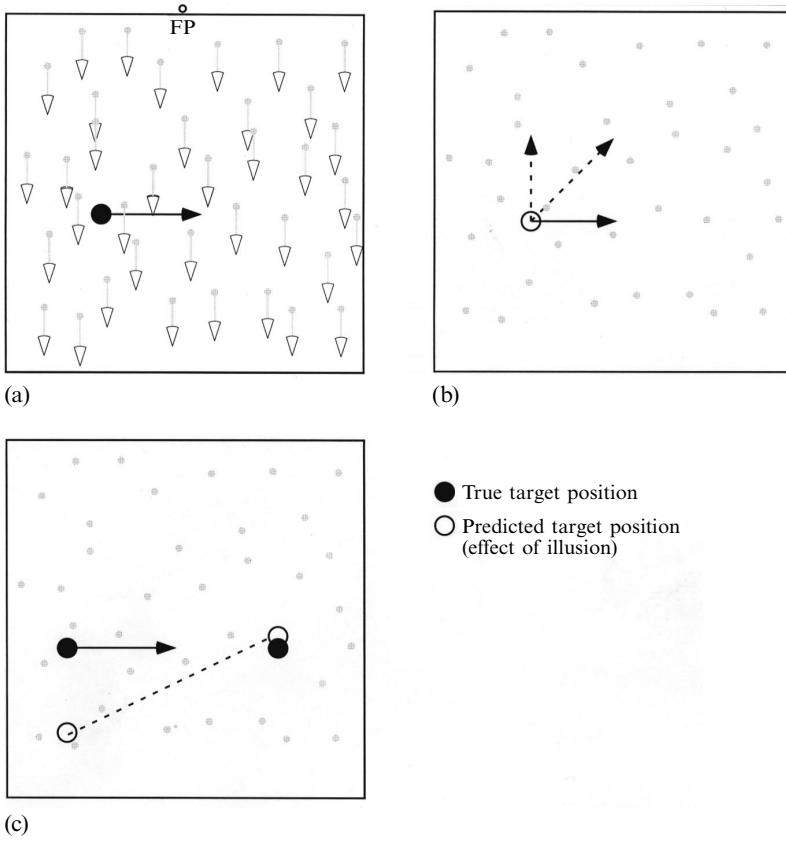 FP
(a)
(b)
True target position
Predicted target position
(effect of illusion)
(c)